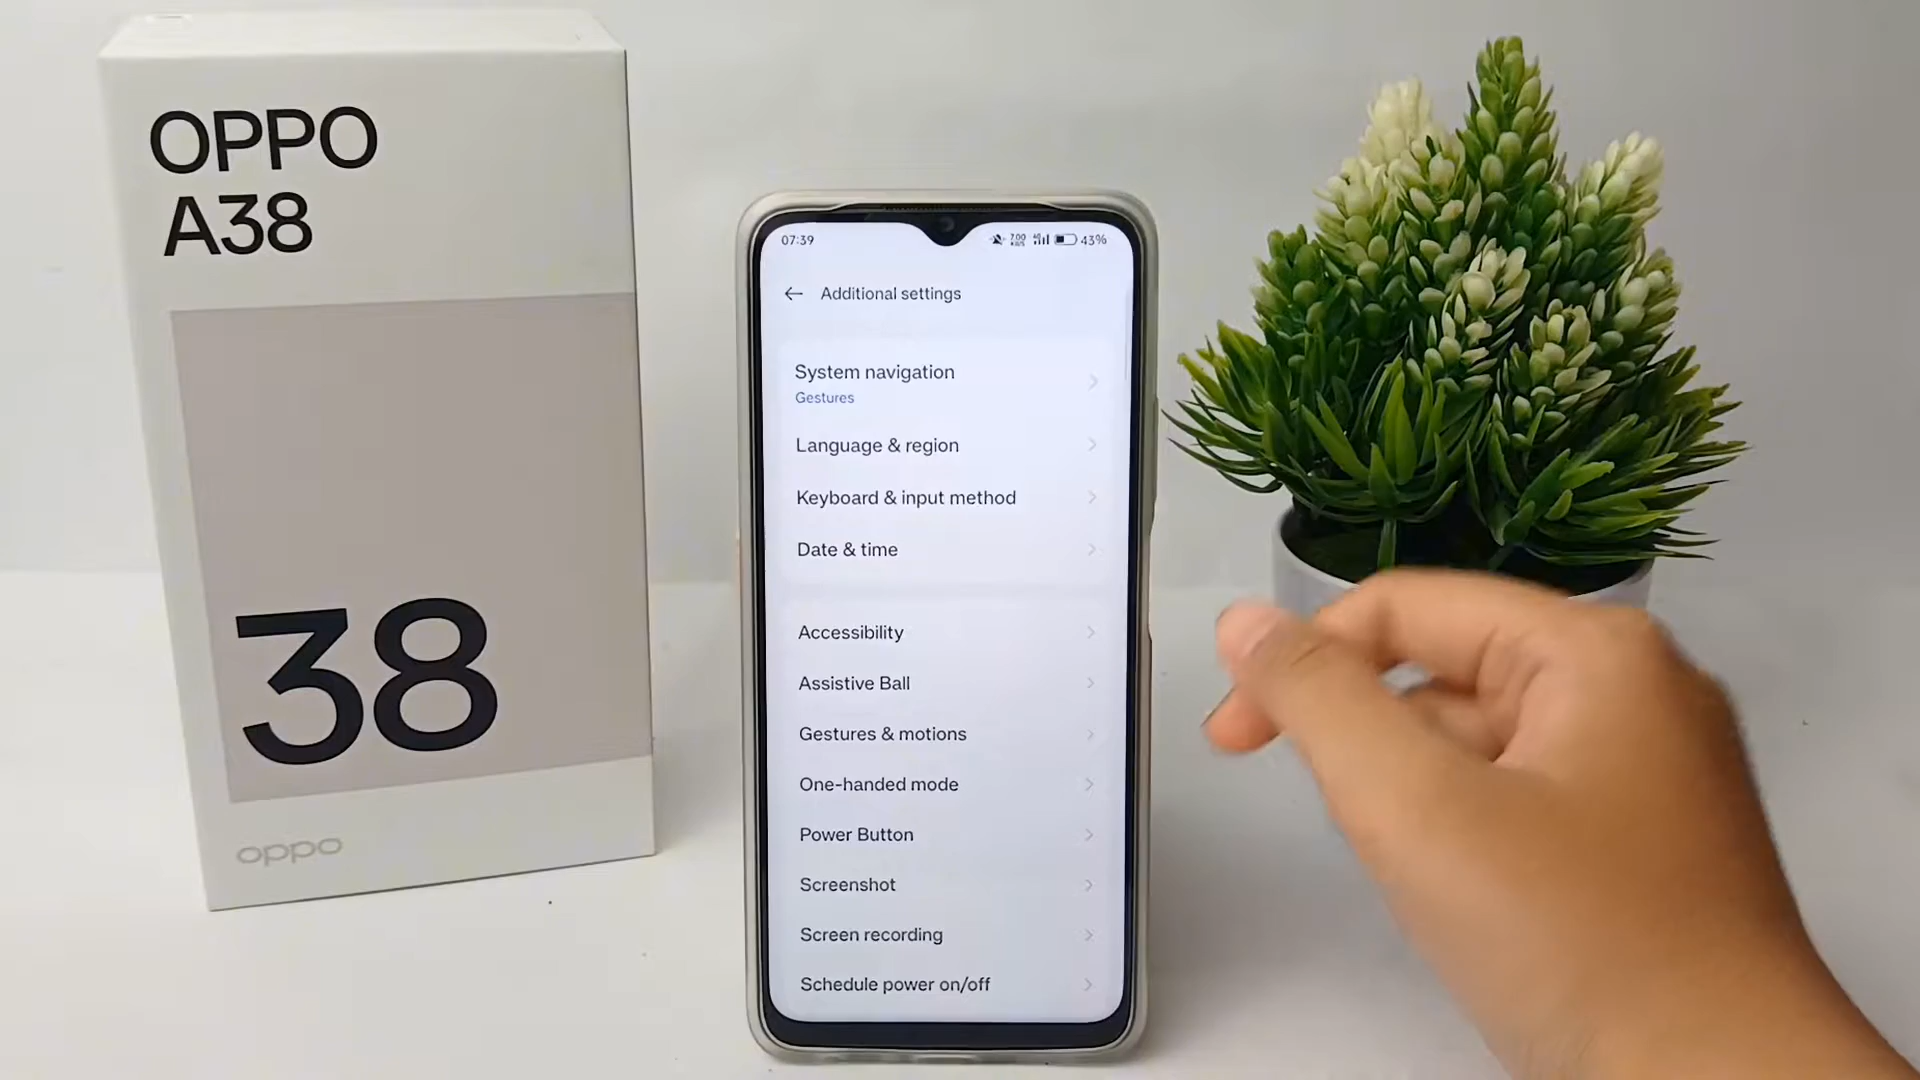 OPPO
A38
38
oppo
07:39
43%
Additional settings
System navigation
Gestures
Language & region
Keyboard & input method
Date & time
Accessibility
Assistive Ball
Gestures & motions
One-handed mode
Power Button
Screenshot
Screen recording
Schedule power on/off